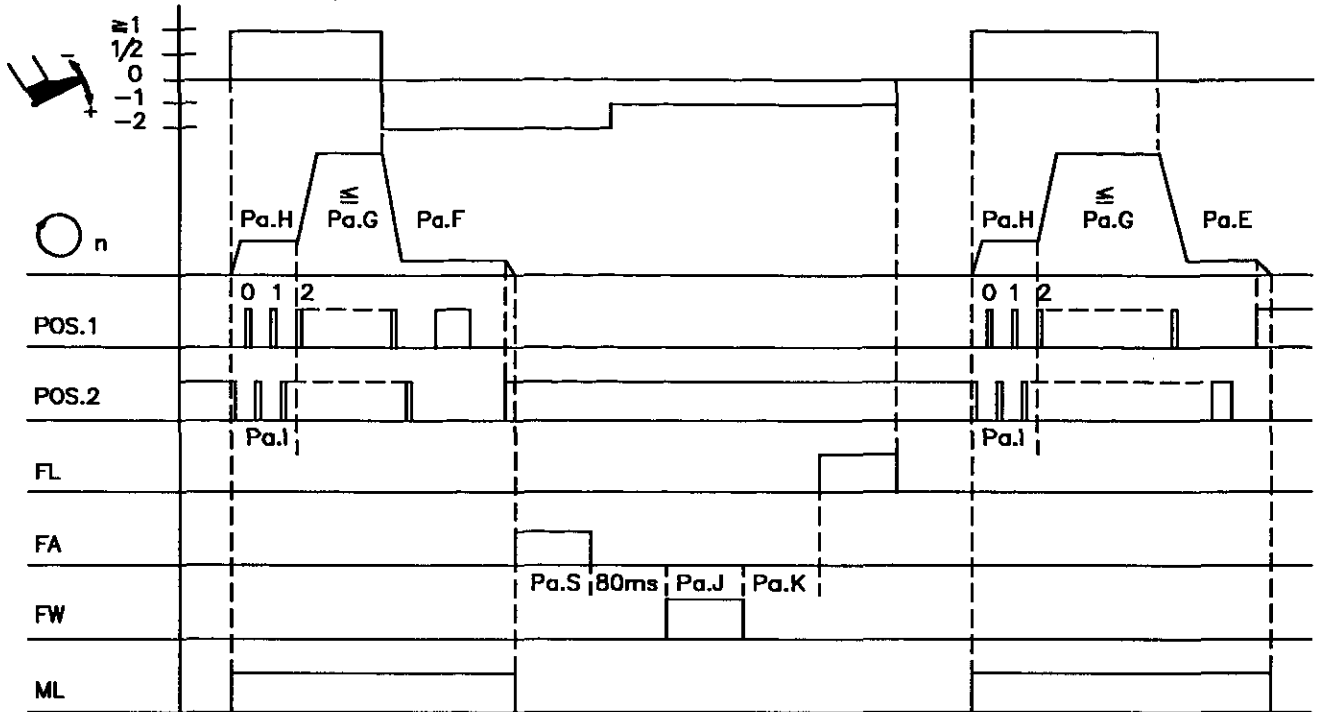 ≧1
1/2
0
-1
-2
-
+
n
Pa.H ≦ Pa.G Pa.F Pa.H ≦ Pa.G Pa.E
0 1 2 0 1 2
POS.1
POS.2
Pa.I Pa.I
FL
FA
Pa.S 80ms Pa.J Pa.K
FW
ML